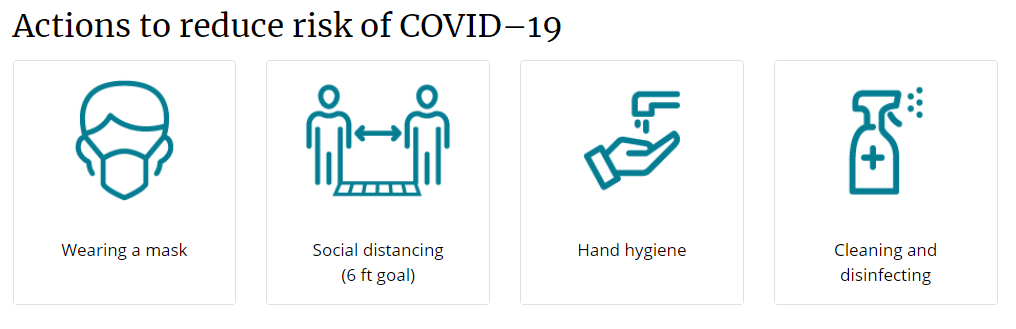 Actions to reduce risk of COVID–19
Wearing a mask
Social distancing
(6 ft goal)
Hand hygiene
Cleaning and
disinfecting